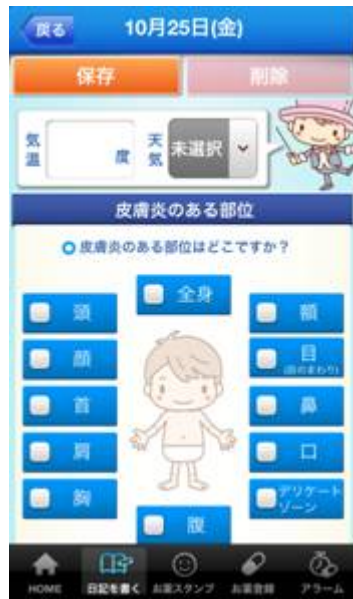 戻る
10月25日(金)
保存
削除
気温
度
天気
未選択
皮膚炎のある部位
皮膚炎のある部位はどこですか？
全身
頭
額
顔
目
(目のまわり)
首
鼻
肩
口
胸
デリケート
ゾーン
腹
HOME
日記を書く
お薬スタンプ
お薬登録
アラーム